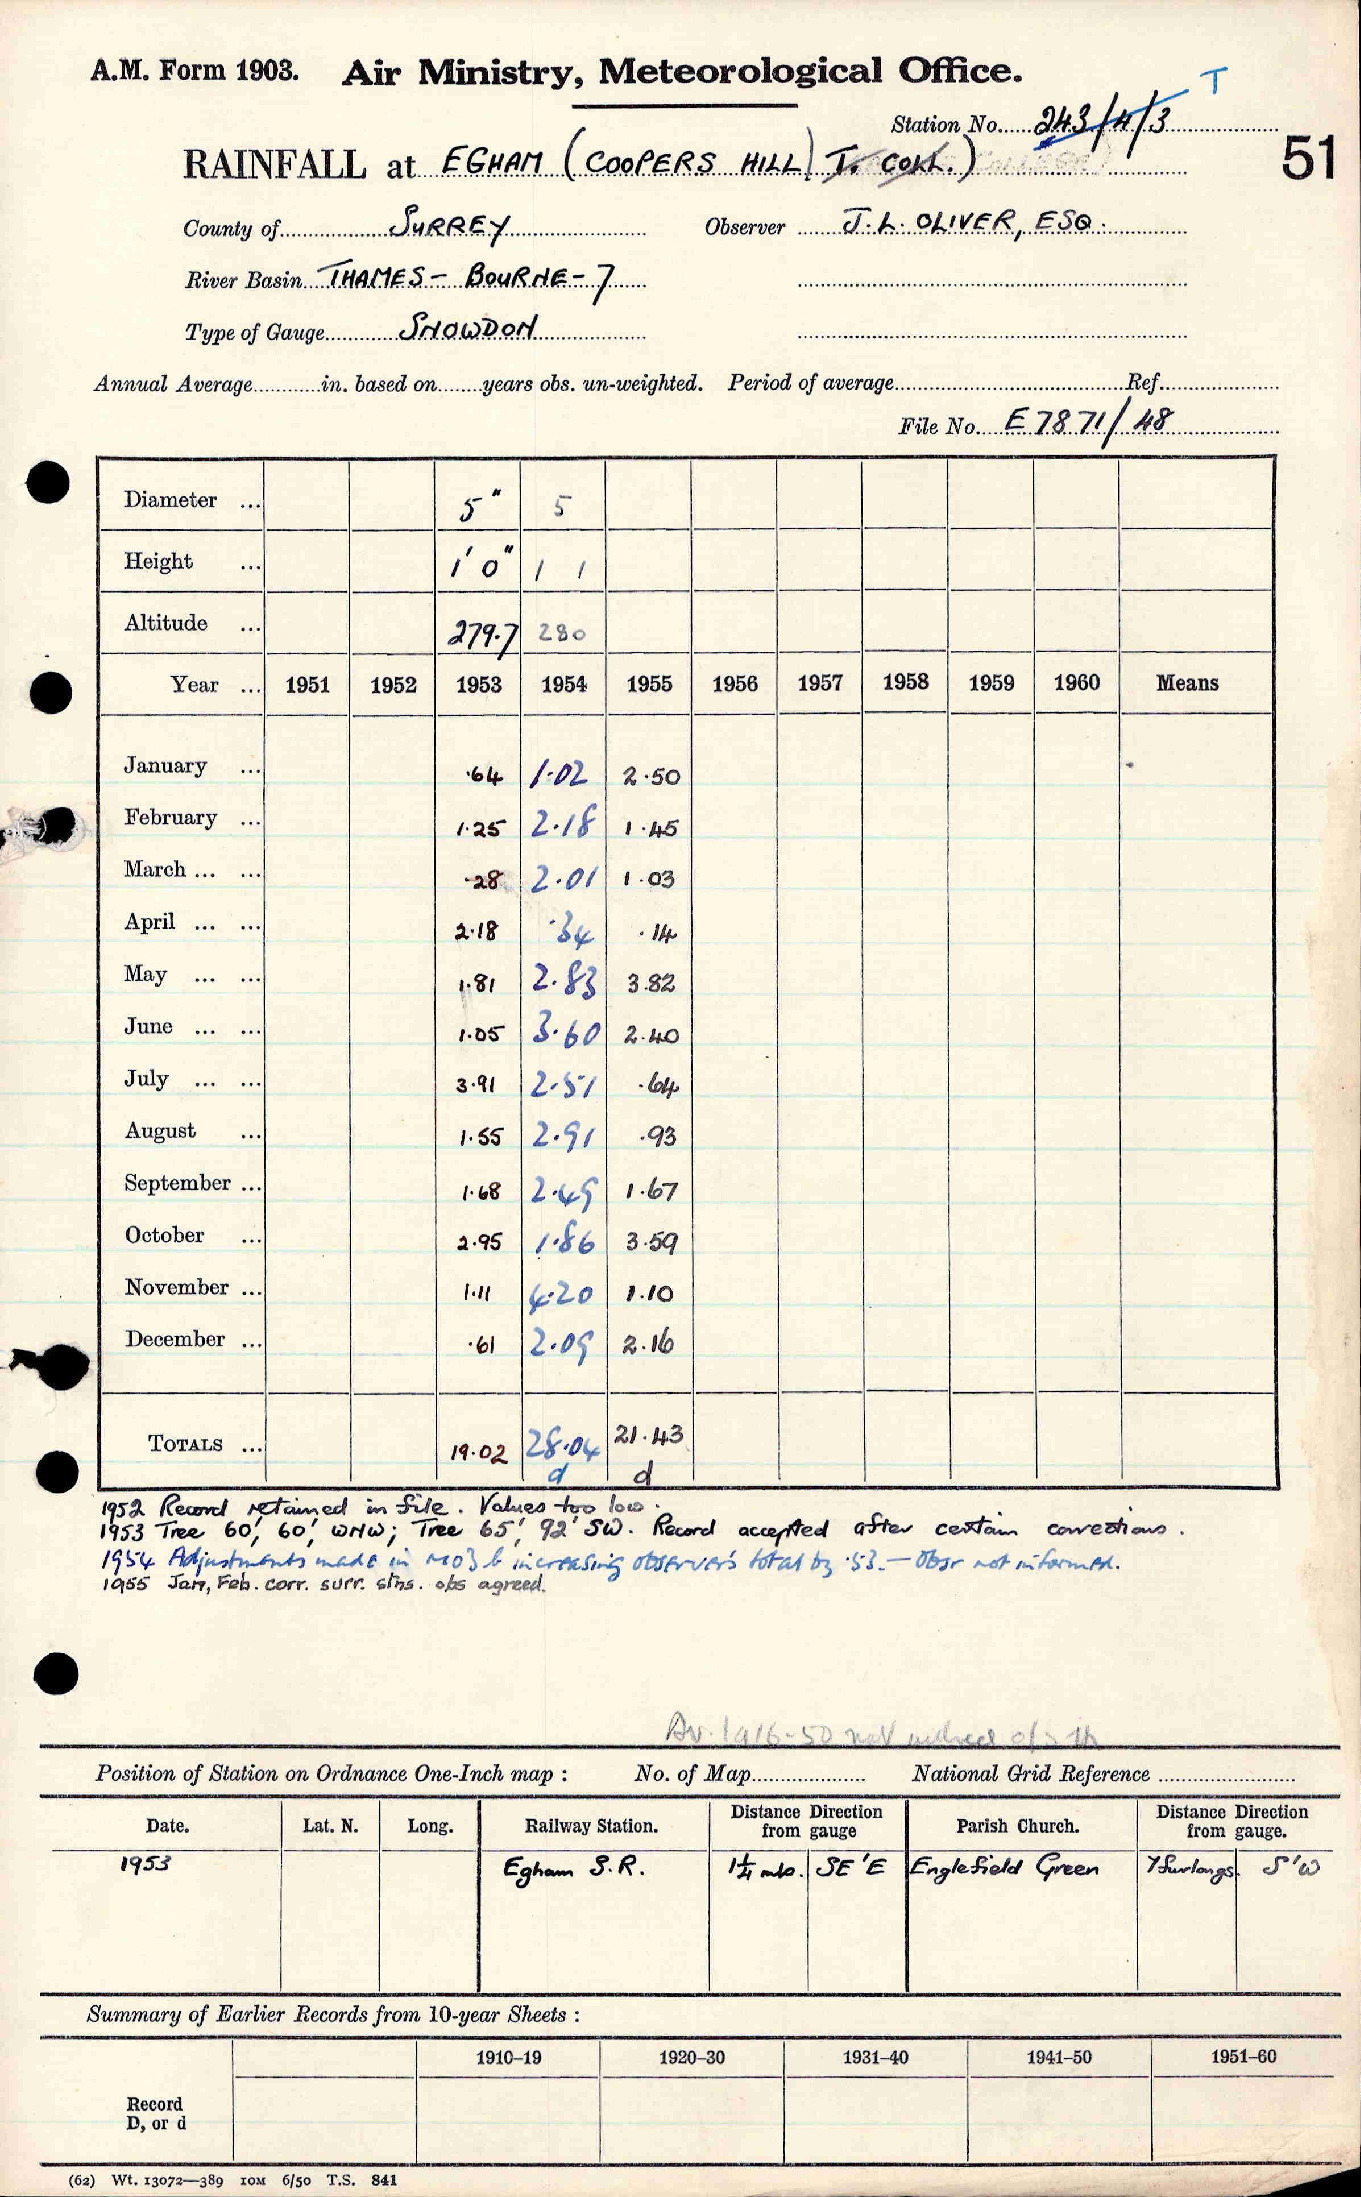 A.M. Form 1903. Air Ministry, Meteorological Office.
T
Station No. 243/4/3
51
RAINFALL at EGHAM (COOPERS HILL) T. COLL.)
County of SURREY Observer J.L. OLIVER, ESQ.
River Basin THAMES – BOURNE – 7
Type of Gauge SNOWDON
Annual Average in. based on years obs. un-weighted. Period of average Ref.
File No. E 7871/48
Diameter ... 5" 5
Height ... 1' 0" 1 1
Altitude ... 279.7 280
Year ... 1951 1952 1953 1954 1955 1956 1957 1958 1959 1960 Means
January ... .64 1.02 2.50
February ... 1.25 2.18 1.45
March ... ... .28 2.01 1.03
April ... ... 2.18 .34 .14
May ... ... 1.81 2.83 3.82
June ... ... 1.05 3.60 2.40
July ... ... 3.91 2.51 .64
August ... 1.55 2.91 .93
September ... 1.68 2.49 1.67
October ... 2.95 1.86 3.59
November ... 1.11 4.20 1.10
December ... .61 2.09 2.16
TOTALS ... 19.02 28.04 21.43
d d
1952 Record retained in file. Values too low.
1953 Tree 60', 60' WNW; Tree 65', 92' SW. Record accepted after certain corrections.
1954 Adjustments made in MO3b increasing observer's total by .53. — Obsr not informed.
1955 Jan, Feb. corr. surr. stns. obs agreed.
Av. 1916-50 not
Position of Station on Ordnance One-Inch map : No. of Map National Grid Reference
Date. Lat. N. Long. Railway Station. Distance Direction from gauge Parish Church. Distance Direction from gauge.
1953 Egham S.R. 1¼ mls. SE'E Englefield Green 7 furlongs S'W
Summary of Earlier Records from 10-year Sheets :
1910–19 1920–30 1931–40 1941–50 1951–60
Record
D, or d
(62) Wt. 13072—389 10M 6/50 T.S. 841